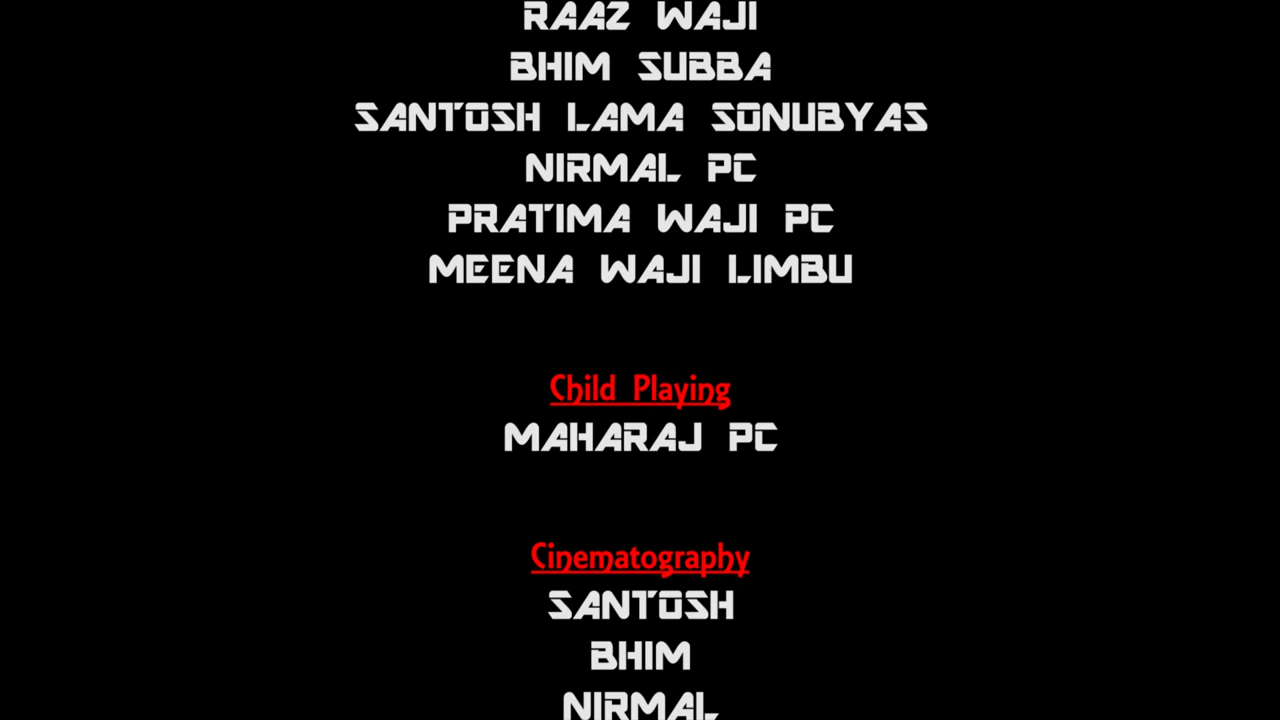 RAAZ WAJI
BHIM SUBBA
SANTOSH LAMA SONUBYAS
NIRMAL PC
PRATIMA WAJI PC
MEENA WAJI LIMBU
Child Playing
MAHARAJ PC
Cinematography
SANTOSH
BHIM
NIRMAL